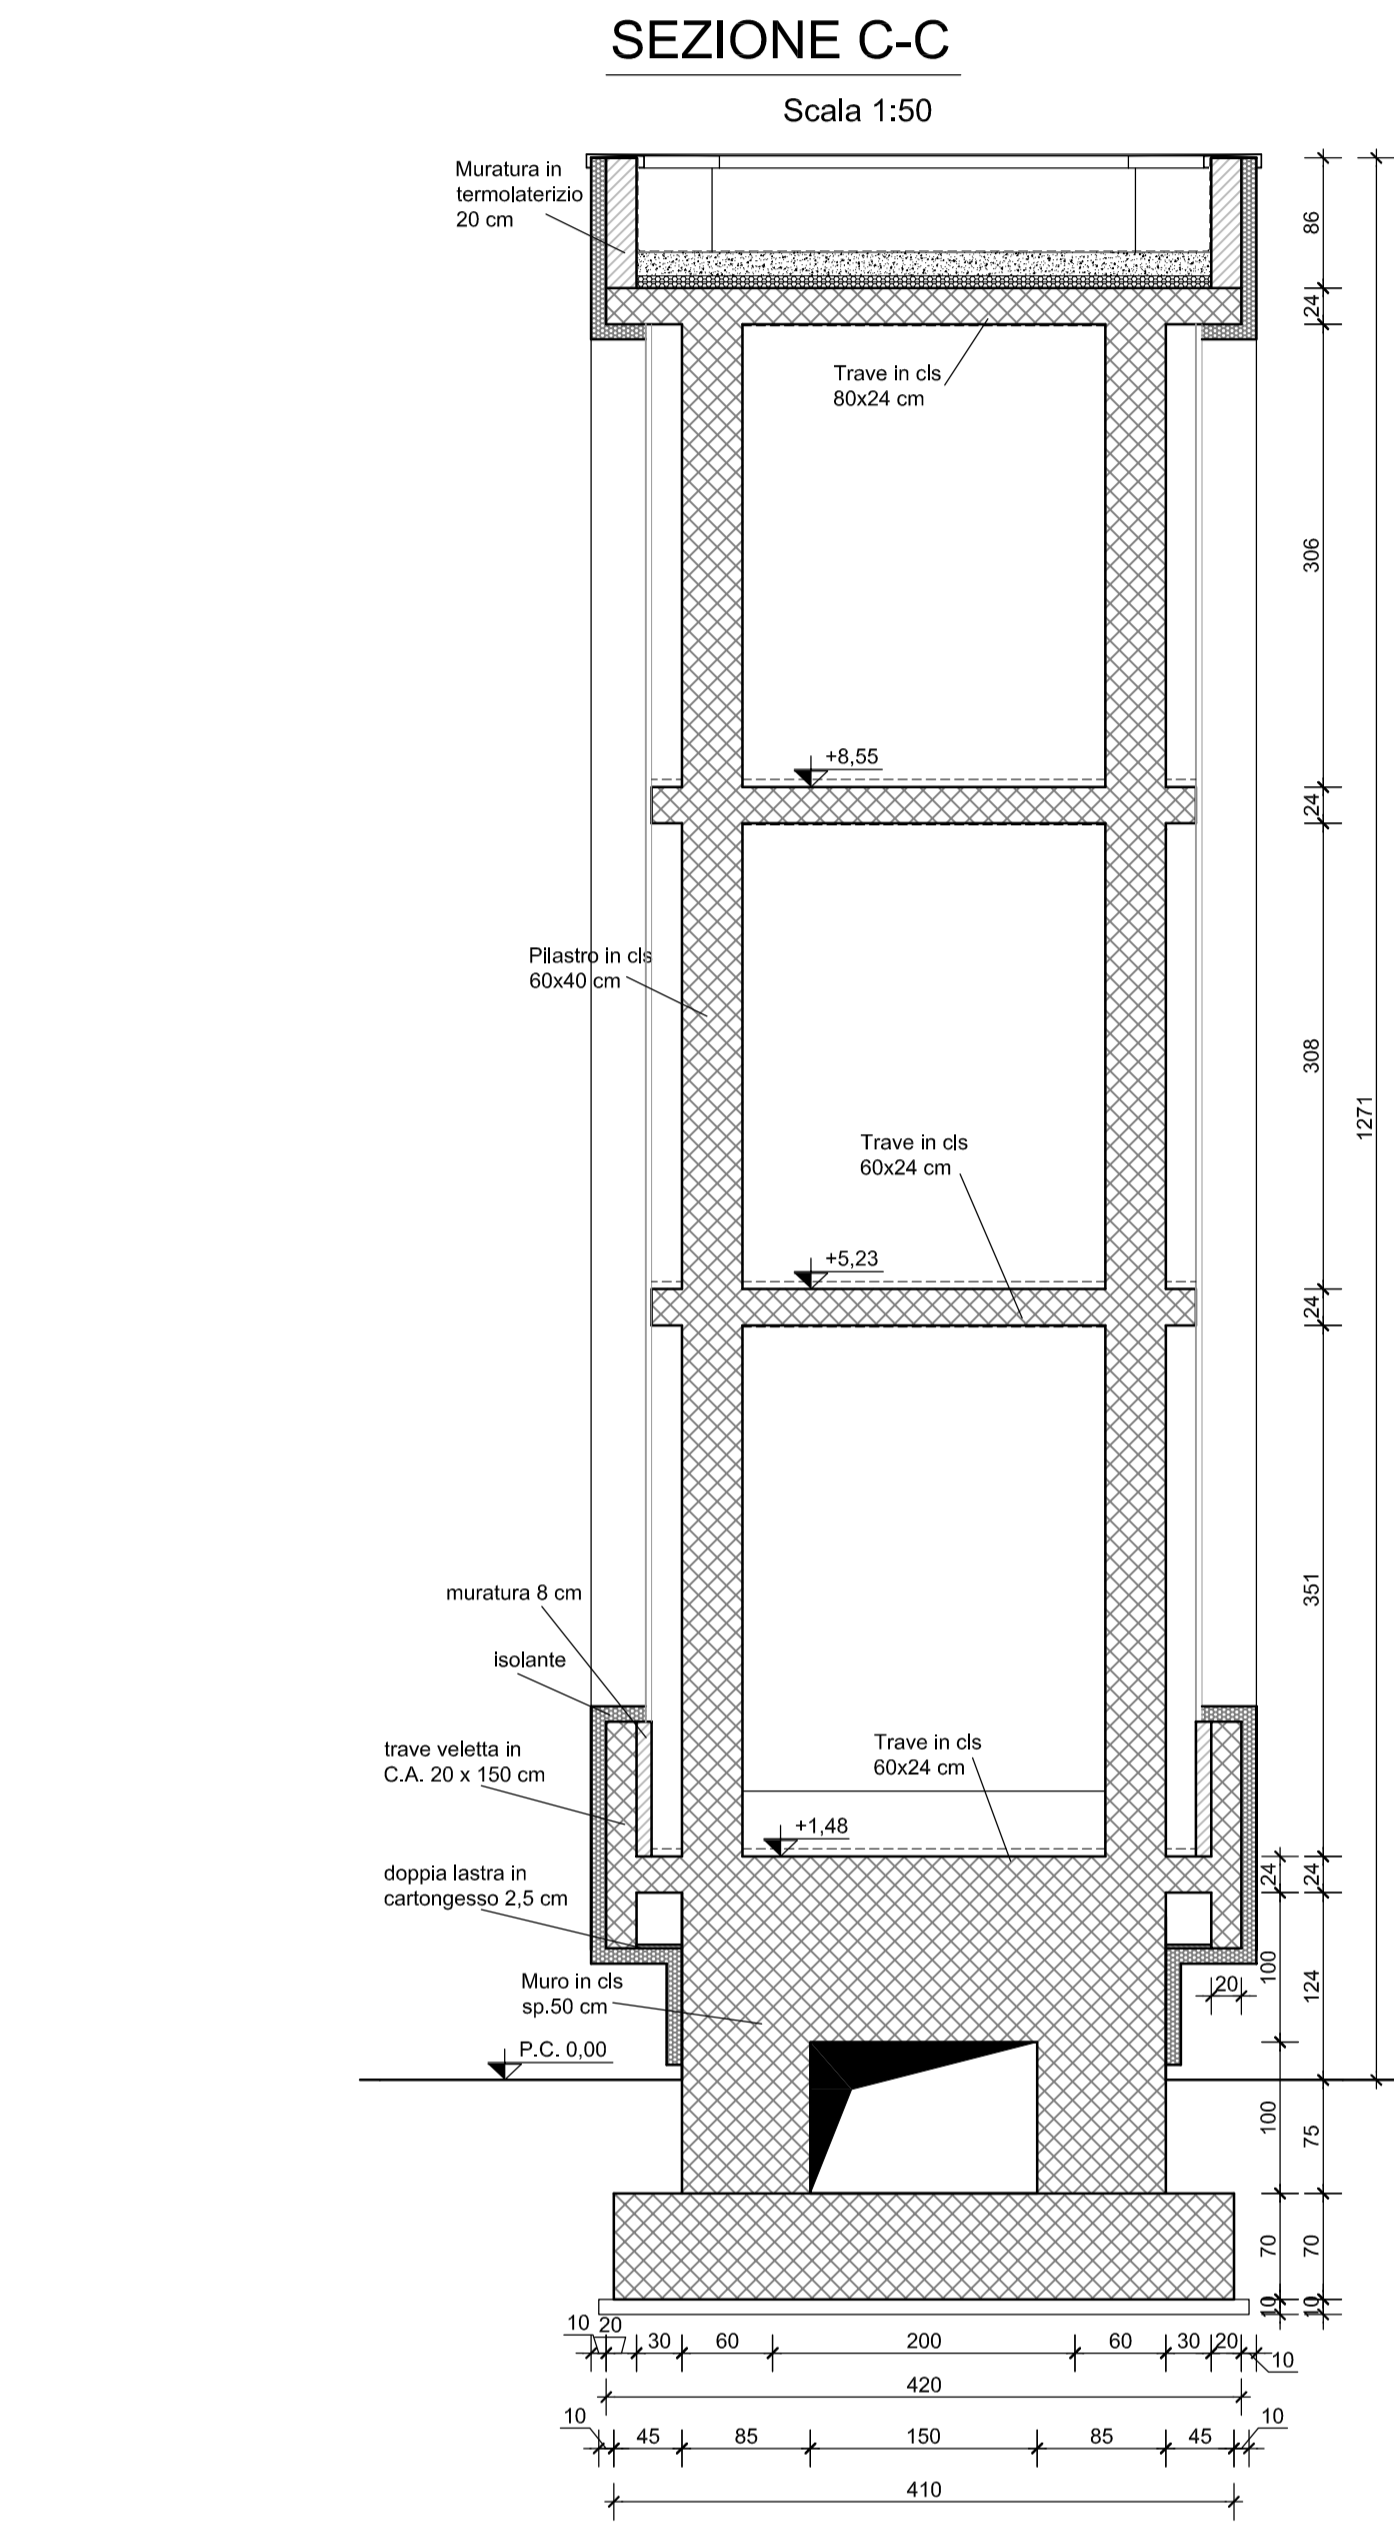 SEZIONE C-C
Scala 1:50
Muratura in
termolaterizio
20 cm
86
24
Trave in cls
80x24 cm
306
+8,55
24
Pilastro in cls
60x40 cm
308
1271
Trave in cls
60x24 cm
+5,23
24
351
muratura 8 cm
isolante
trave veletta in
C.A. 20 x 150 cm
Trave in cls
60x24 cm
+1,48
24
24
doppia lastra in
cartongesso 2,5 cm
100
124
20
Muro in cls
sp.50 cm
P.C. 0,00
100
75
70
70
10
10
10 20
30 60 200 60 30 20
10
420
10
10
45 85 150 85 45
410